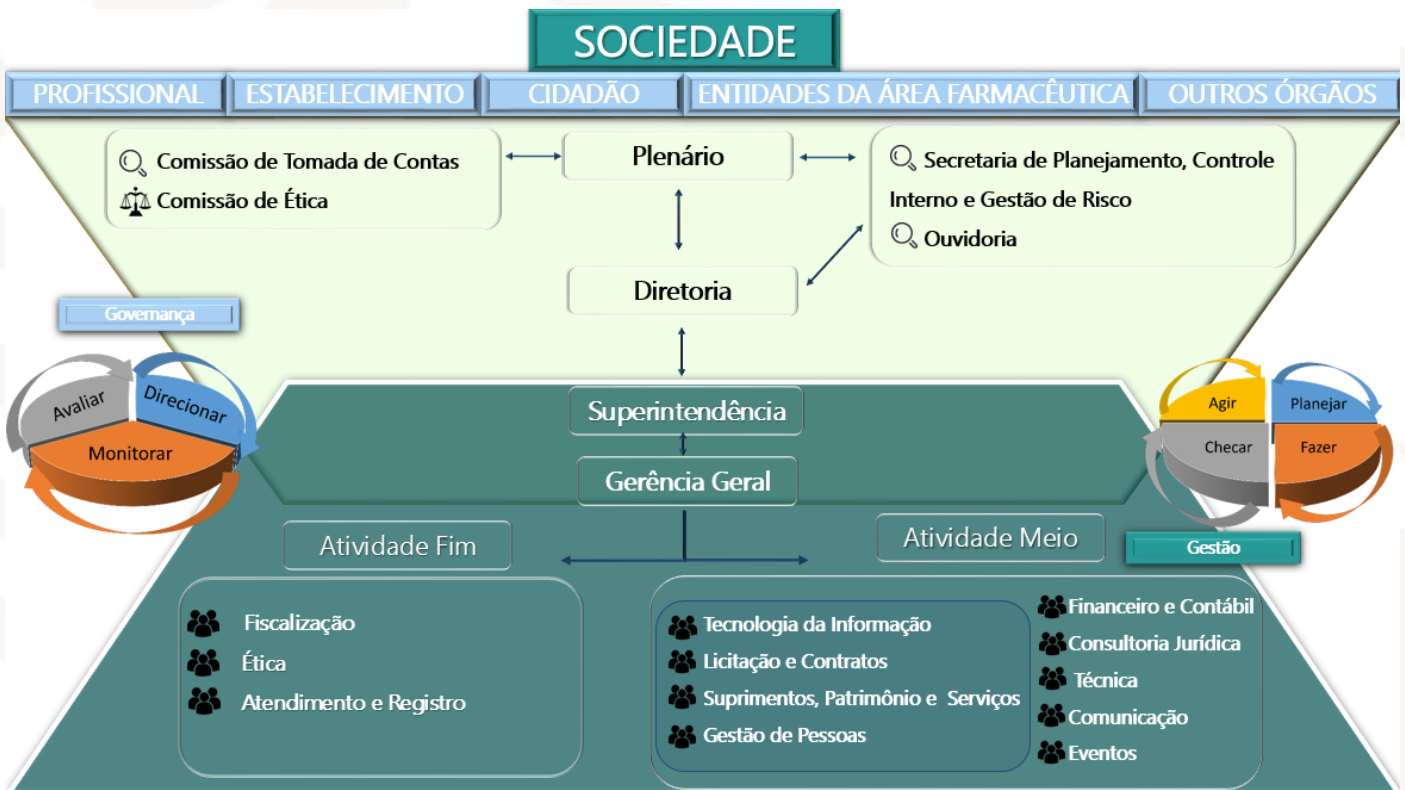 SOCIEDADE
PROFISSIONAL
ESTABELECIMENTO
CIDADÃO
ENTIDADES DA ÁREA FARMACÊUTICA
OUTROS ÓRGÃOS
Comissão de Tomada de Contas
Comissão de Ética
Plenário
Secretaria de Planejamento, Controle
Interno e Gestão de Risco
Ouvidoria
Diretoria
Governança
Avaliar
Direcionar
Monitorar
Superintendência
Gerência Geral
Agir
Planejar
Checar
Fazer
Gestão
Atividade Fim
Fiscalização
Ética
Atendimento e Registro
Atividade Meio
Tecnologia da Informação
Licitação e Contratos
Suprimentos, Patrimônio e Serviços
Gestão de Pessoas
Financeiro e Contábil
Consultoria Jurídica
Técnica
Comunicação
Eventos